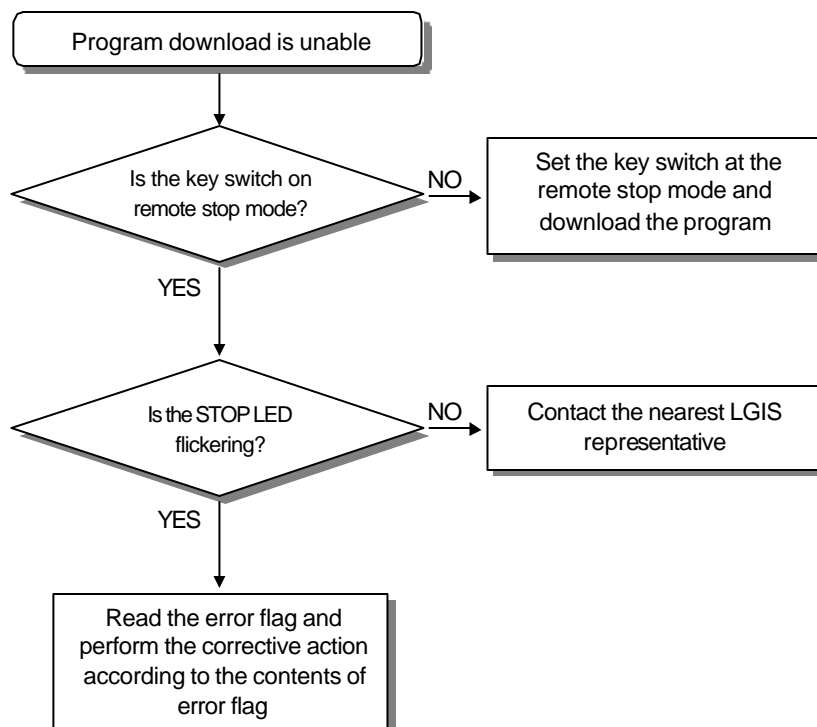 Program download is unable
Is the key switch on
remote stop mode?
NO
Set the key switch at the
remote stop mode and
download the program
YES
Is the STOP LED
flickering?
NO
Contact the nearest LGIS
representative
YES
Read the error flag and
perform the corrective action
according to the contents of
error flag